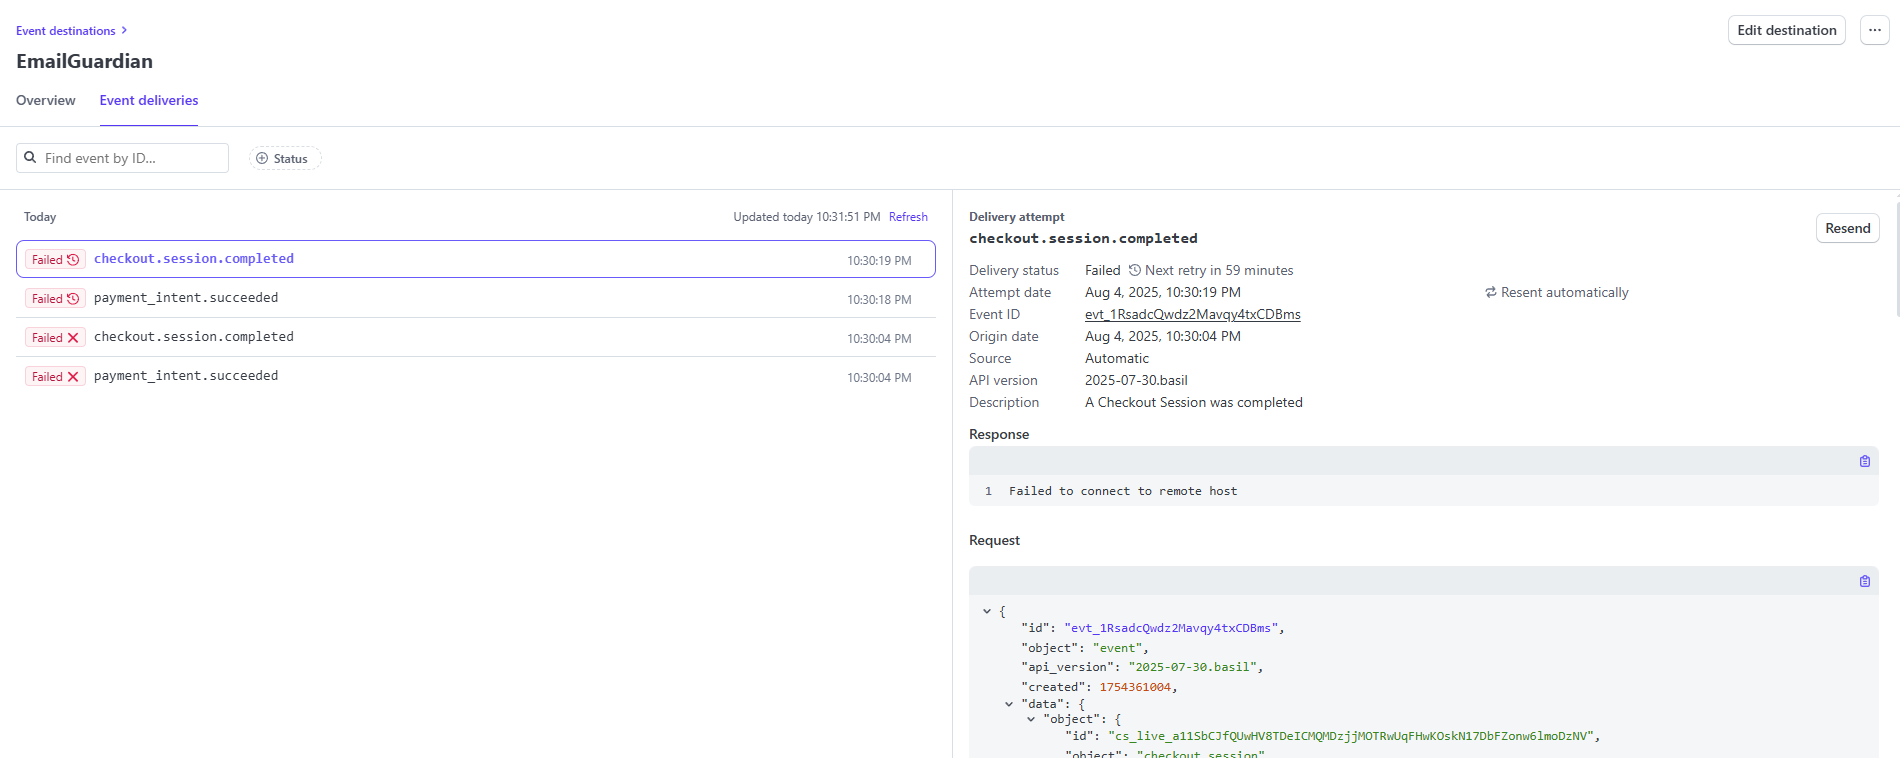 Event destinations
EmailGuardian
Edit destination
...
Overview
Event deliveries
Find event by ID...
Status
Today
Updated today 10:31:51 PM Refresh
Failed checkout.session.completed 10:30:19 PM
Failed payment_intent.succeeded 10:30:18 PM
Failed checkout.session.completed 10:30:04 PM
Failed payment_intent.succeeded 10:30:04 PM
Delivery attempt
checkout.session.completed
Resend
Delivery status Failed Next retry in 59 minutes
Attempt date Aug 4, 2025, 10:30:19 PM Resent automatically
Event ID evt_1RsadcQwdz2Mavqy4txCDBms
Origin date Aug 4, 2025, 10:30:04 PM
Source Automatic
API version 2025-07-30.basil
Description A Checkout Session was completed
Response
1 Failed to connect to remote host
Request
{
"id": "evt_1RsadcQwdz2Mavqy4txCDBms",
"object": "event",
"api_version": "2025-07-30.basil",
"created": 1754361004,
"data": {
"object": {
"id": "cs_live_a11SbCJfQUwHV8TDeICMQMDzjjMOTRwUqFHwKOskN17DbFZonw6lmoDzNV",
"object": "checkout.session"